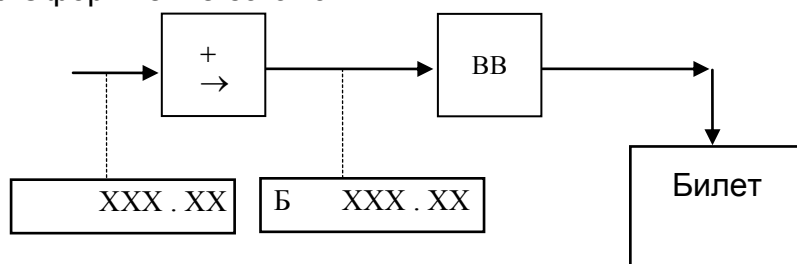 +
→
ВВ
XXX . XX
Б XXX . XX
Билет